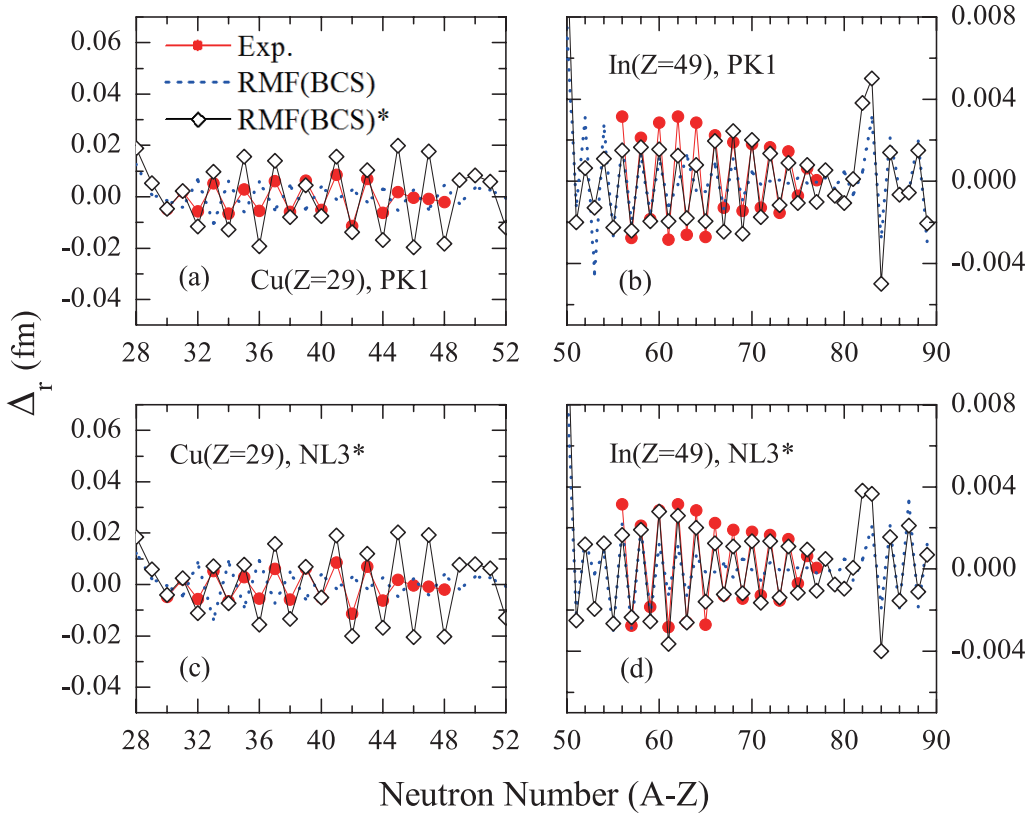 0.06
0.04
0.02
0.00
-0.02
-0.04
Exp.
RMF(BCS)
RMF(BCS)*
(a)
Cu(Z=29), PK1
28 32 36 40 44 48 52
In(Z=49), PK1
(b)
0.008
0.004
0.000
-0.004
50 60 70 80 90
Δr (fm)
0.06
0.04
0.02
0.00
-0.02
-0.04
Cu(Z=29), NL3*
(c)
28 32 36 40 44 48 52
In(Z=49), NL3*
(d)
0.008
0.004
0.000
-0.004
50 60 70 80 90
Neutron Number (A-Z)